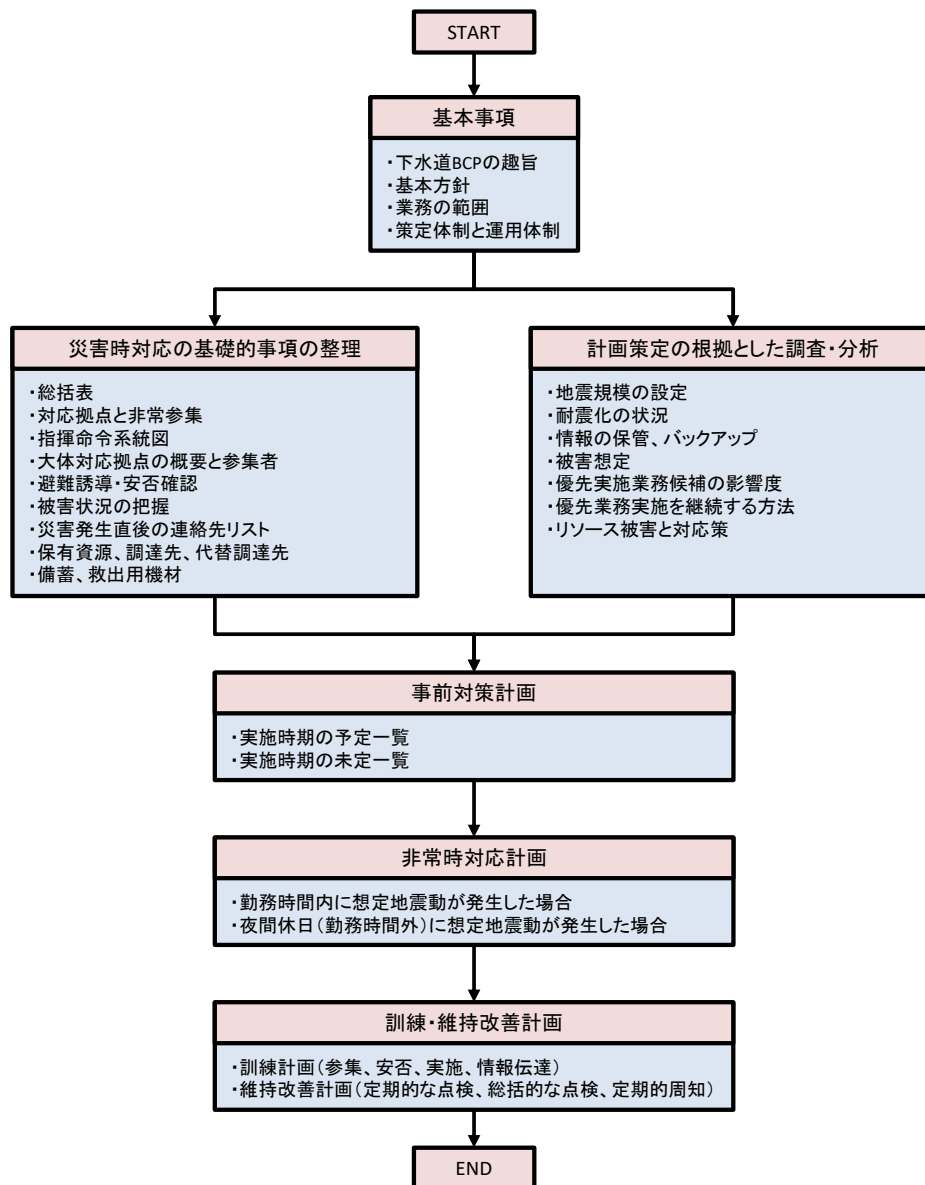 START
基本事項
・下水道BCPの趣旨
・基本方針
・業務の範囲
・策定体制と運用体制
災害時対応の基礎的事項の整理
・総括表
・対応拠点と非常参集
・指揮命令系統図
・大体対応拠点の概要と参集者
・避難誘導・安否確認
・被害状況の把握
・災害発生直後の連絡先リスト
・保有資源、調達先、代替調達先
・備蓄、救出用機材
計画策定の根拠とした調査・分析
・地震規模の設定
・耐震化の状況
・情報の保管、バックアップ
・被害想定
・優先実施業務候補の影響度
・優先業務実施を継続する方法
・リソース被害と対応策
事前対策計画
・実施時期の予定一覧
・実施時期の未定一覧
非常時対応計画
・勤務時間内に想定地震動が発生した場合
・夜間休日(勤務時間外)に想定地震動が発生した場合
訓練・維持改善計画
・訓練計画(参集、安否、実施、情報伝達)
・維持改善計画(定期的な点検、総括的な点検、定期的周知)
END